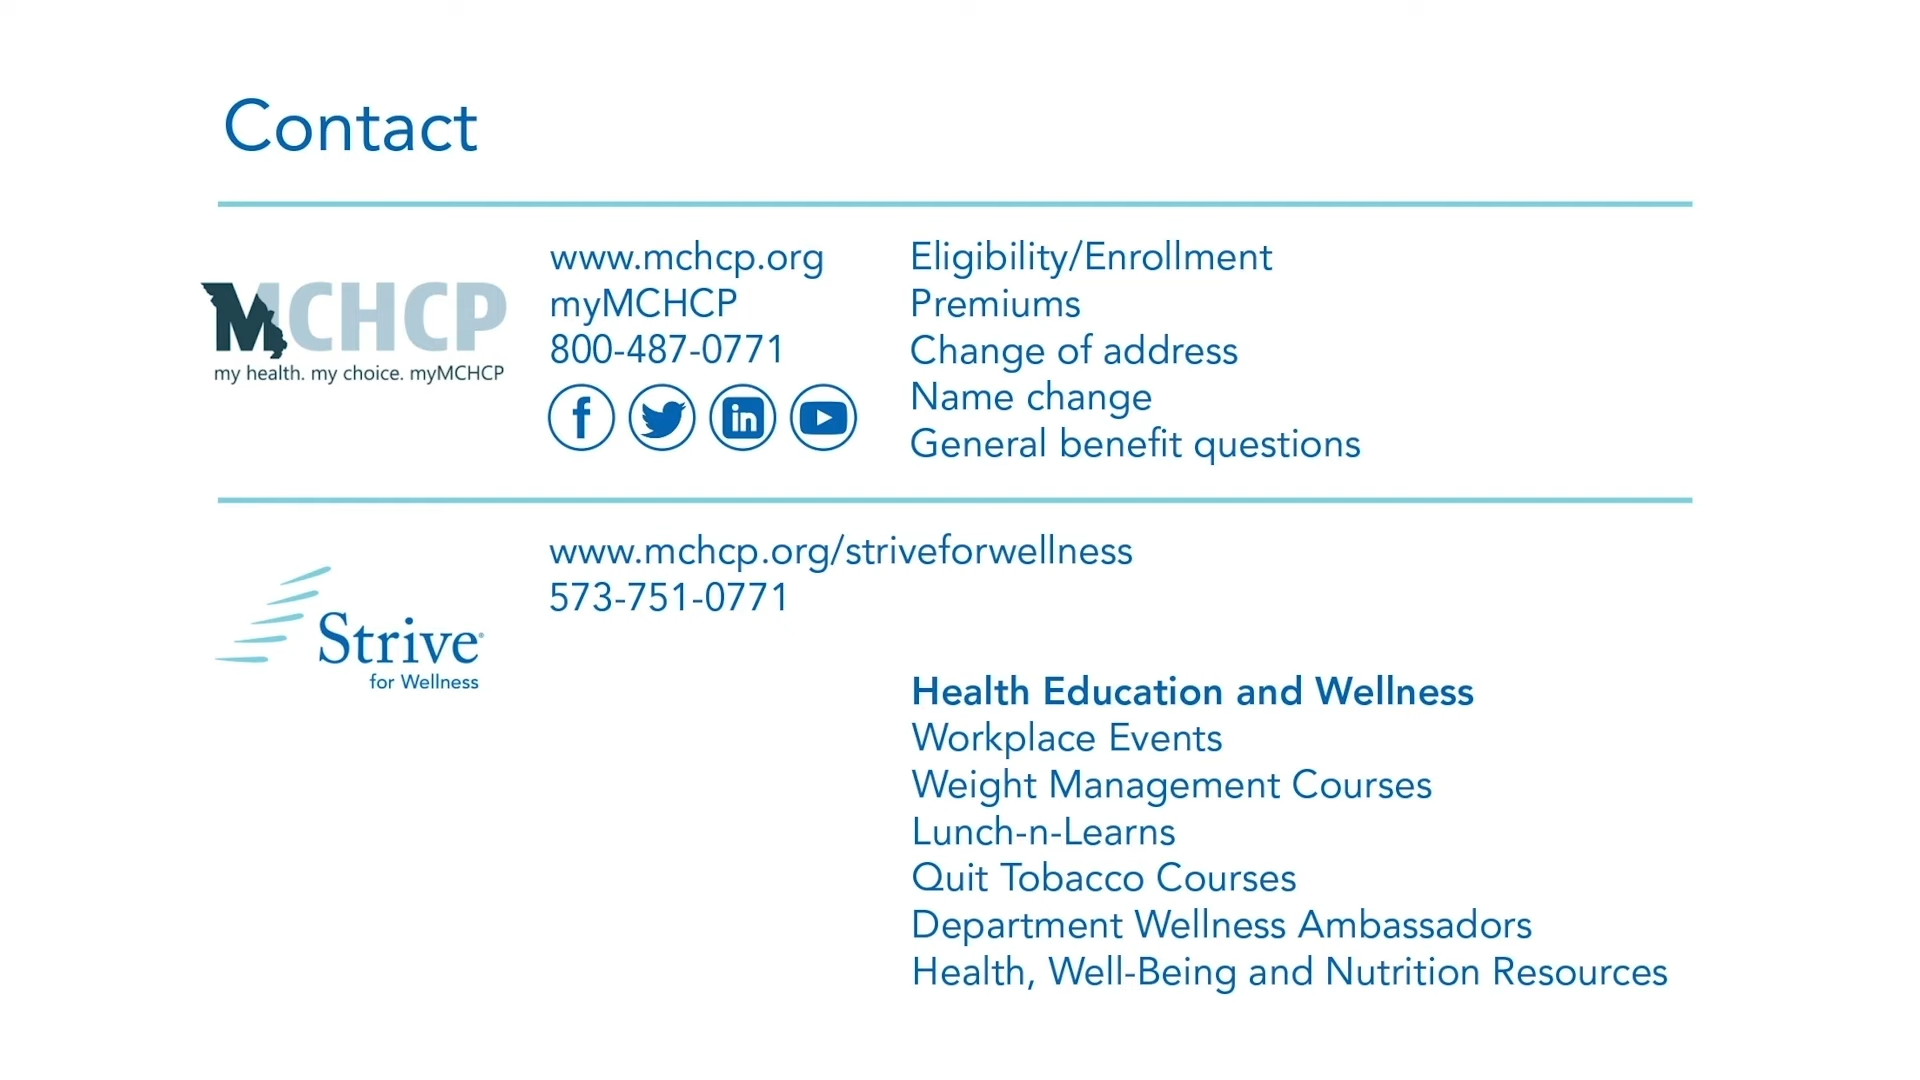 Contact
MCHCP
my health. my choice. myMCHCP
www.mchcp.org
myMCHCP
800-487-0771
Eligibility/Enrollment
Premiums
Change of address
Name change
General benefit questions
Strive
for Wellness
www.mchcp.org/striveforwellness
573-751-0771
Health Education and Wellness
Workplace Events
Weight Management Courses
Lunch-n-Learns
Quit Tobacco Courses
Department Wellness Ambassadors
Health, Well-Being and Nutrition Resources